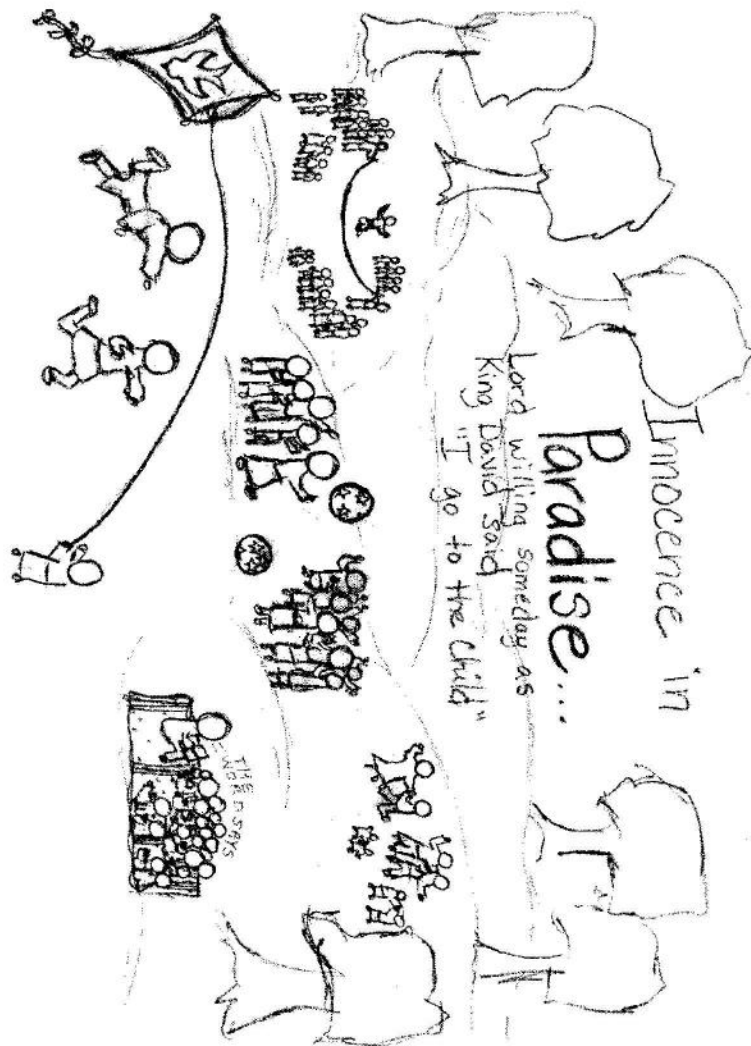 Innocence in
Paradise...
Lord willing someday as
King David said
"I go to the child"
THE
WORD SAYS